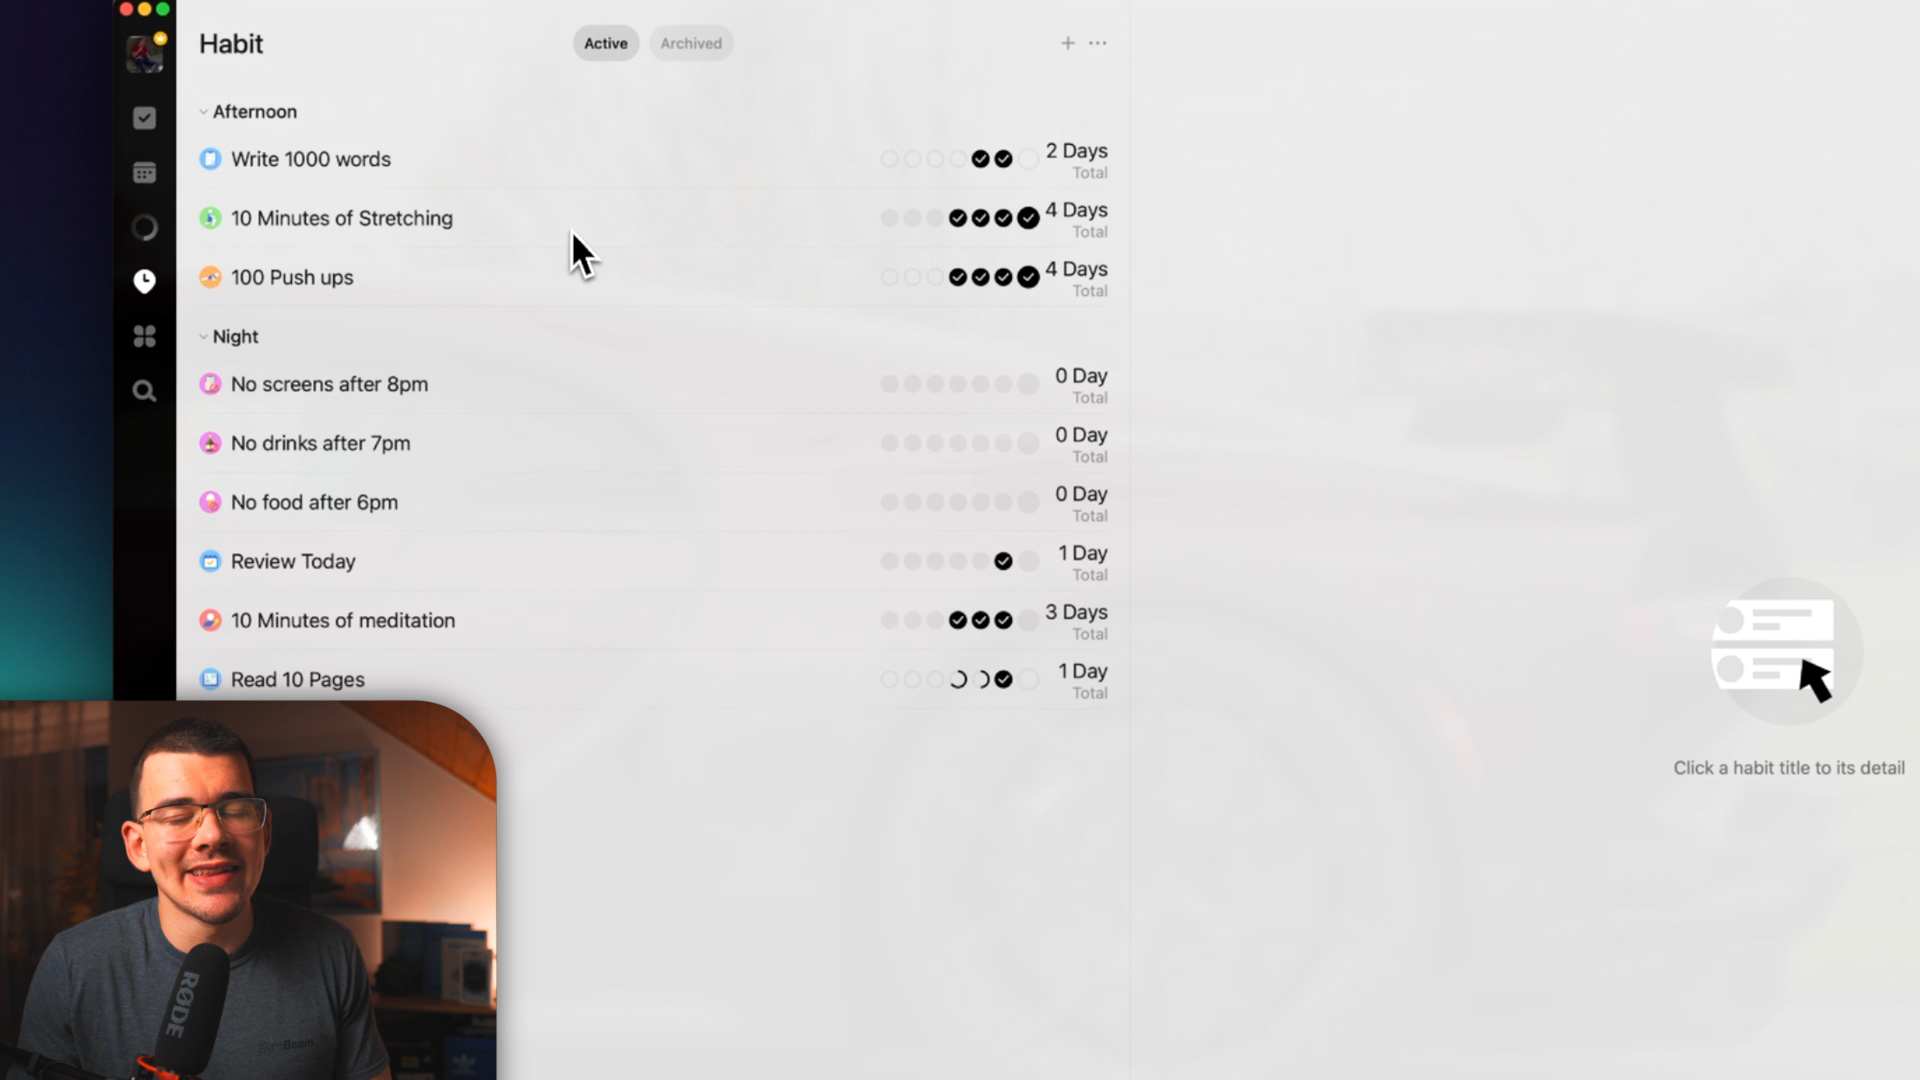 Habit
Active
Archived
Afternoon
Write 1000 words
2 Days
Total
10 Minutes of Stretching
4 Days
Total
100 Push ups
4 Days
Total
Night
No screens after 8pm
0 Day
Total
No drinks after 7pm
0 Day
Total
No food after 6pm
0 Day
Total
Review Today
1 Day
Total
10 Minutes of meditation
3 Days
Total
Read 10 Pages
1 Day
Total
Click a habit title to its detail
RØDE